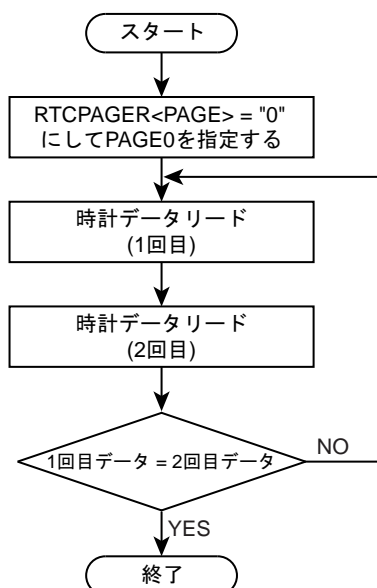 スタート
RTCPAGER<PAGE> = "0"
にしてPAGE0を指定する
時計データリード
(1回目)
時計データリード
(2回目)
1回目データ = 2回目データ
NO
YES
終了